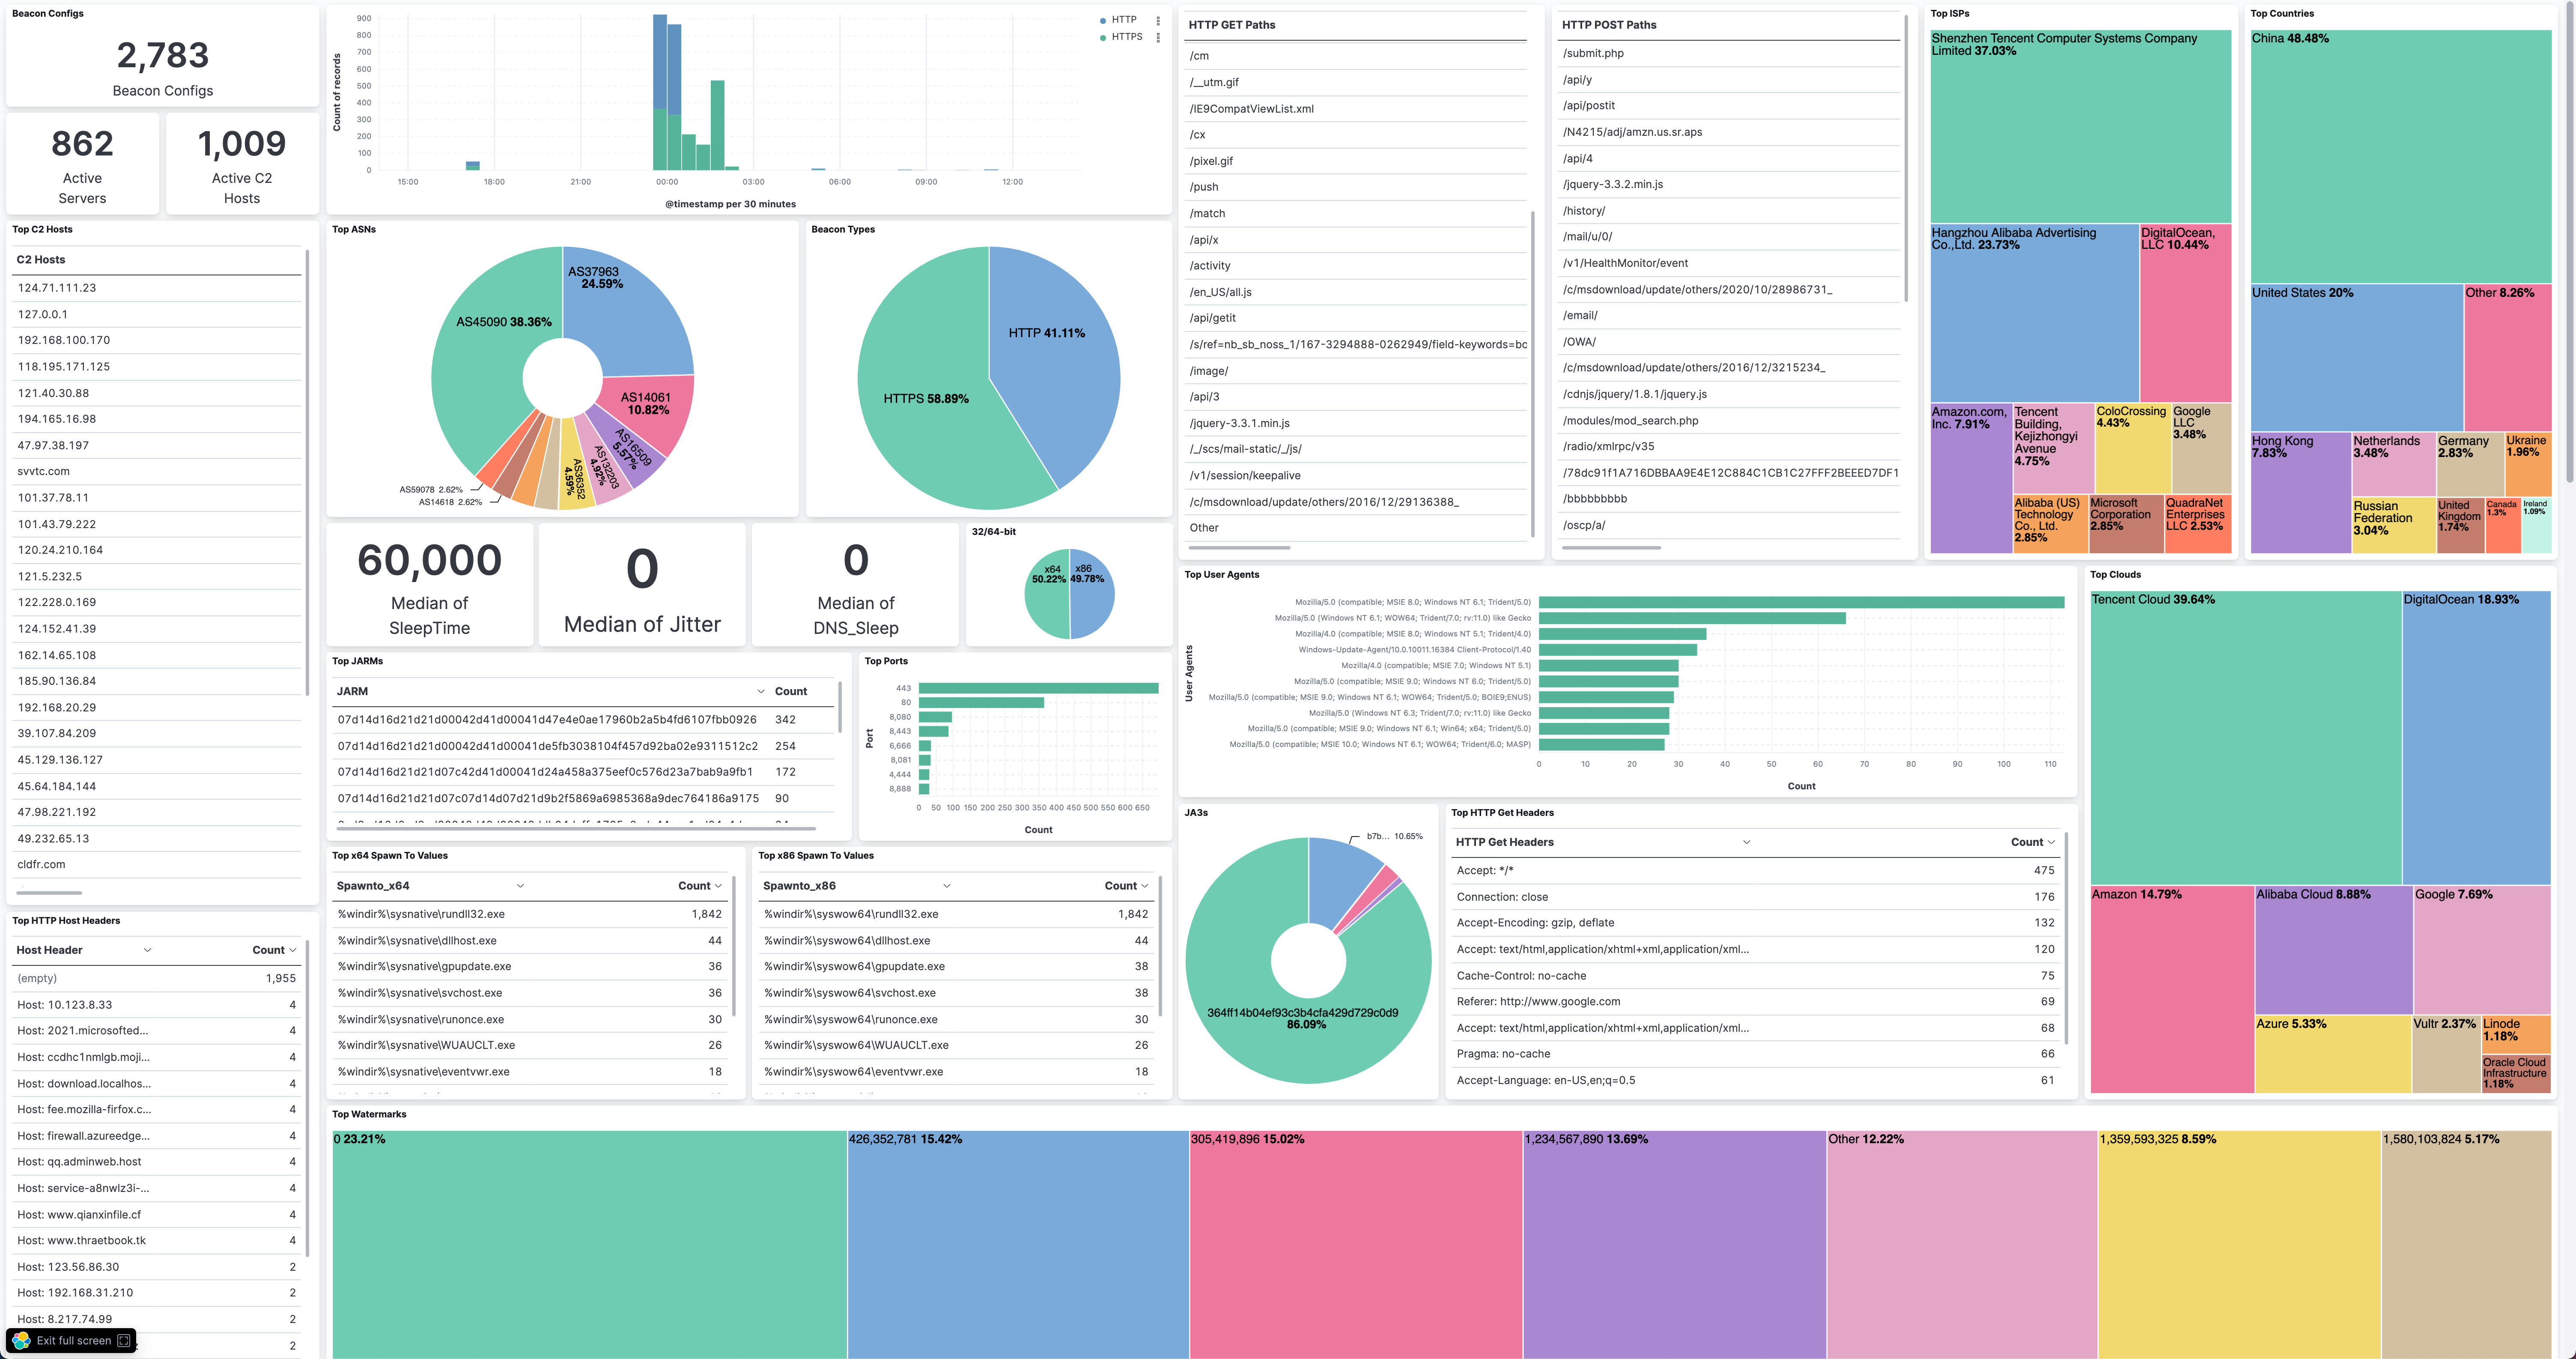 Beacon Configs
2,783
Beacon Configs
862
Active
Servers
1,009
Active C2
Hosts
Top C2 Hosts
C2 Hosts
124.71.111.23
127.0.0.1
192.168.100.170
118.195.171.125
121.40.30.88
194.165.16.98
47.97.38.197
svvtc.com
101.37.78.11
101.43.79.222
120.24.210.164
121.5.232.5
122.228.0.169
124.152.41.39
162.14.65.108
185.90.136.84
192.168.20.29
39.107.84.209
45.129.136.127
45.64.184.144
47.98.221.192
49.232.65.13
cldfr.com
Top HTTP Host Headers
Host Header Count
(empty) 1,955
Host: 10.123.8.33 4
Host: 2021.microsofted... 4
Host: ccdhc1nmlgb.moji... 4
Host: download.localhos... 4
Host: fee.mozilla-firfox.c... 4
Host: firewall.azureedge... 4
Host: qq.adminweb.host 4
Host: service-a8nwlz3i-... 4
Host: www.qianxinfile.cf 4
Host: www.thraetbook.tk 4
Host: 123.56.86.30 2
Host: 192.168.31.210 2
Host: 8.217.74.99 2
2
Exit full screen
Count of records
900
800
700
600
500
400
300
200
100
0
15:00 18:00 21:00 00:00 03:00 06:00 09:00 12:00
@timestamp per 30 minutes
HTTP
HTTPS
Top ASNs
AS37963
24.59%
AS45090 38.36%
AS14061
10.82%
AS16509
5.57%
AS132203
4.92%
AS36352
4.59%
AS59078 2.62%
AS14618 2.62%
Beacon Types
HTTP 41.11%
HTTPS 58.89%
60,000
Median of
SleepTime
0
Median of Jitter
0
Median of
DNS_Sleep
32/64-bit
x64
50.22%
x86
49.78%
Top JARMs
JARM Count
07d14d16d21d21d00042d41d00041d47e4e0ae17960b2a5b4fd6107fbb0926 342
07d14d16d21d21d00042d41d00041de5fb3038104f457d92ba02e9311512c2 254
07d14d16d21d21d07c42d41d00041d24a458a375eef0c576d23a7bab9a9fb1 172
07d14d16d21d21d07c07d14d07d21d9b2f5869a6985368a9dec764186a9175 90
Top Ports
Port
443
80
8,080
8,443
6,666
8,081
4,444
8,888
0 50 100 150 200 250 300 350 400 450 500 550 600 650
Count
Top x64 Spawn To Values
Spawnto_x64 Count
%windir%\sysnative\rundll32.exe 1,842
%windir%\sysnative\dllhost.exe 44
%windir%\sysnative\gpupdate.exe 36
%windir%\sysnative\svchost.exe 36
%windir%\sysnative\runonce.exe 30
%windir%\sysnative\WUAUCLT.exe 26
%windir%\sysnative\eventvwr.exe 18
Top x86 Spawn To Values
Spawnto_x86 Count
%windir%\syswow64\rundll32.exe 1,842
%windir%\syswow64\dllhost.exe 44
%windir%\syswow64\gpupdate.exe 38
%windir%\syswow64\svchost.exe 38
%windir%\syswow64\runonce.exe 30
%windir%\syswow64\WUAUCLT.exe 26
%windir%\syswow64\eventvwr.exe 18
HTTP GET Paths
/cm
/__utm.gif
/IE9CompatViewList.xml
/cx
/pixel.gif
/push
/match
/api/x
/activity
/en_US/all.js
/api/getit
/s/ref=nb_sb_noss_1/167-3294888-0262949/field-keywords=bo
/image/
/api/3
/jquery-3.3.1.min.js
/_/scs/mail-static/_/js/
/v1/session/keepalive
/c/msdownload/update/others/2016/12/29136388_
Other
HTTP POST Paths
/submit.php
/api/y
/api/postit
/N4215/adj/amzn.us.sr.aps
/api/4
/jquery-3.3.2.min.js
/history/
/mail/u/0/
/v1/HealthMonitor/event
/c/msdownload/update/others/2020/10/28986731_
/email/
/OWA/
/c/msdownload/update/others/2016/12/3215234_
/cdnjs/jquery/1.8.1/jquery.js
/modules/mod_search.php
/radio/xmlrpc/v35
/78dc91f1A716DBBAA9E4E12C884C1CB1C27FFF2BEEED7DF1
/bbbbbbbbb
/oscp/a/
Top ISPs
Shenzhen Tencent Computer Systems Company
Limited 37.03%
Hangzhou Alibaba Advertising
Co.,Ltd. 23.73%
DigitalOcean,
LLC 10.44%
Amazon.com,
Inc. 7.91%
Tencent
Building,
Kejizhongyi
Avenue
4.75%
ColoCrossing
4.43%
Google
LLC
3.48%
Alibaba (US)
Technology
Co., Ltd.
2.85%
Microsoft
Corporation
2.85%
QuadraNet
Enterprises
LLC 2.53%
Top Countries
China 48.48%
United States 20%
Other 8.26%
Hong Kong
7.83%
Netherlands
3.48%
Germany
2.83%
Ukraine
1.96%
Russian
Federation
3.04%
United
Kingdom
1.74%
Canada
1.3%
Ireland
1.09%
Top User Agents
User Agents
Mozilla/5.0 (compatible; MSIE 8.0; Windows NT 6.1; Trident/5.0)
Mozilla/5.0 (Windows NT 6.1; WOW64; Trident/7.0; rv:11.0) like Gecko
Mozilla/4.0 (compatible; MSIE 8.0; Windows NT 5.1; Trident/4.0)
Windows-Update-Agent/10.0.10011.16384 Client-Protocol/1.40
Mozilla/4.0 (compatible; MSIE 7.0; Windows NT 5.1)
Mozilla/5.0 (compatible; MSIE 9.0; Windows NT 6.0; Trident/5.0)
Mozilla/5.0 (compatible; MSIE 9.0; Windows NT 6.1; WOW64; Trident/5.0; BOIE9;ENUS)
Mozilla/5.0 (Windows NT 6.3; Trident/7.0; rv:11.0) like Gecko
Mozilla/5.0 (compatible; MSIE 9.0; Windows NT 6.1; Win64; x64; Trident/5.0)
Mozilla/5.0 (compatible; MSIE 10.0; Windows NT 6.1; WOW64; Trident/6.0; MASP)
0 10 20 30 40 50 60 70 80 90 100 110
Count
JA3s
b7b... 10.65%
364ff14b04ef93c3b4cfa429d729c0d9
86.09%
Top HTTP Get Headers
HTTP Get Headers Count
Accept: */* 475
Connection: close 176
Accept-Encoding: gzip, deflate 132
Accept: text/html,application/xhtml+xml,application/xml... 120
Cache-Control: no-cache 75
Referer: http://www.google.com 69
Accept: text/html,application/xhtml+xml,application/xml... 68
Pragma: no-cache 66
Accept-Language: en-US,en;q=0.5 61
Top Clouds
Tencent Cloud 39.64%
DigitalOcean 18.93%
Amazon 14.79%
Alibaba Cloud 8.88%
Google 7.69%
Azure 5.33%
Vultr 2.37%
Linode
1.18%
Oracle Cloud
Infrastructure
1.18%
Top Watermarks
0 23.21%
426,352,781 15.42%
305,419,896 15.02%
1,234,567,890 13.69%
Other 12.22%
1,359,593,325 8.59%
1,580,103,824 5.17%